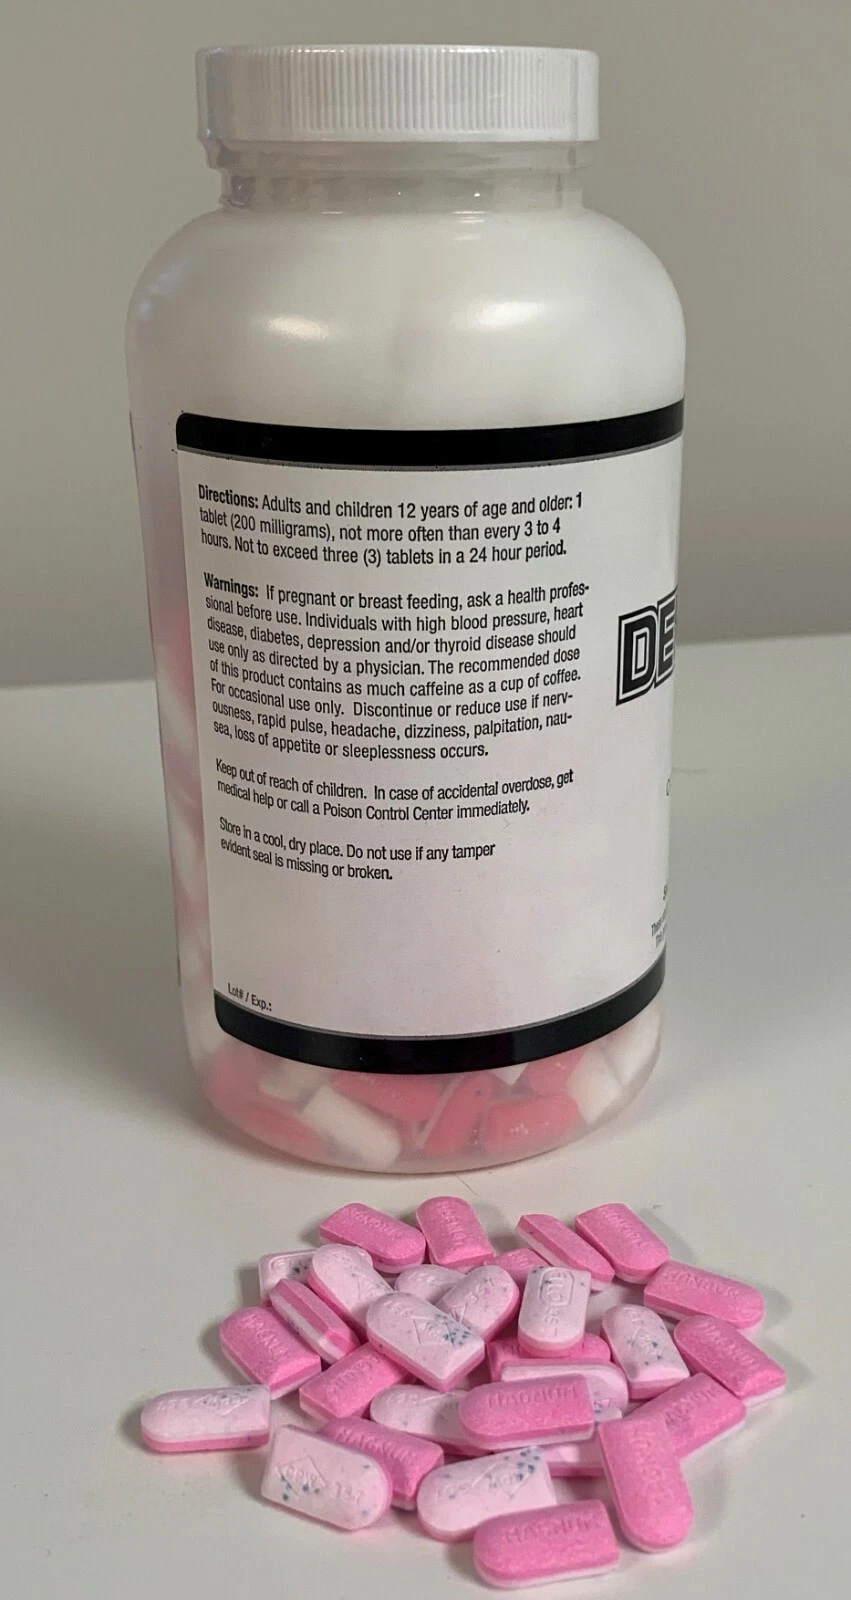 Directions: Adults and children 12 years of age and older: 1
tablet (200 milligrams), not more often than every 3 to 4
hours. Not to exceed three (3) tablets in a 24 hour period.
Warnings: If pregnant or breast feeding, ask a health profes-
sional before use. Individuals with high blood pressure, heart
disease, diabetes, depression and/or thyroid disease should
use only as directed by a physician. The recommended dose
of this product contains as much caffeine as a cup of coffee.
For occasional use only. Discontinue or reduce use if nerv-
ousness, rapid pulse, headache, dizziness, palpitation, nau-
sea, loss of appetite or sleeplessness occurs.
Keep out of reach of children. In case of accidental overdose, get
medical help or call a Poison Control Center immediately.
Store in a cool, dry place. Do not use if any tamper
evident seal is missing or broken.
Lot# / Exp.:
DE
MAGNUM
MAGNUM
MAGNUM
MAGNUM